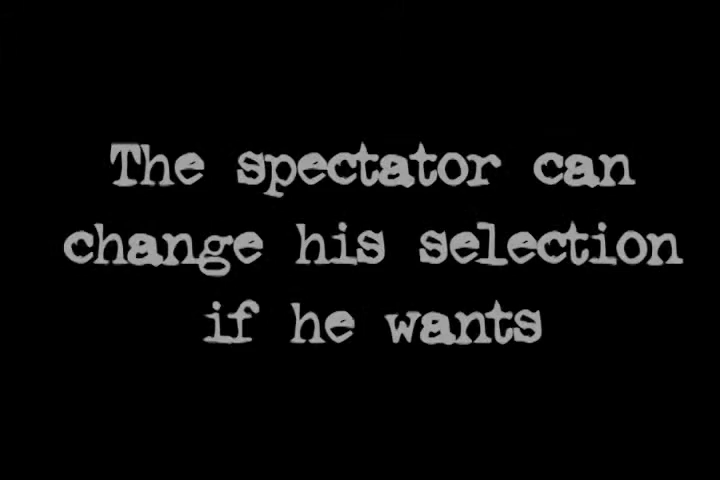 The spectator can
change his selection
if he wants